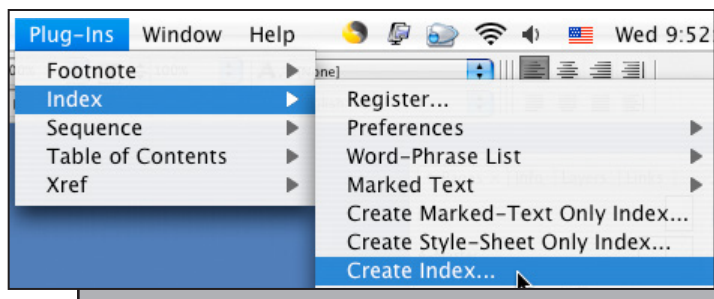 Plug-Ins Window Help Wed 9:52
Footnote
Index
Sequence
Table of Contents
Xref
Register...
Preferences
Word-Phrase List
Marked Text
Create Marked-Text Only Index...
Create Style-Sheet Only Index...
Create Index...